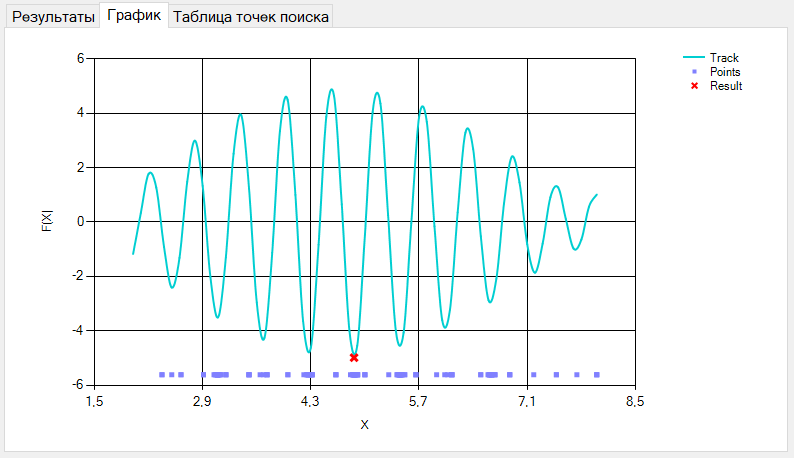 Результаты График Таблица точек поиска
Track
Points
Result
6
4
2
0
-2
-4
-6
F(X|
1,5 2,9 4,3 5,7 7,1 8,5
X